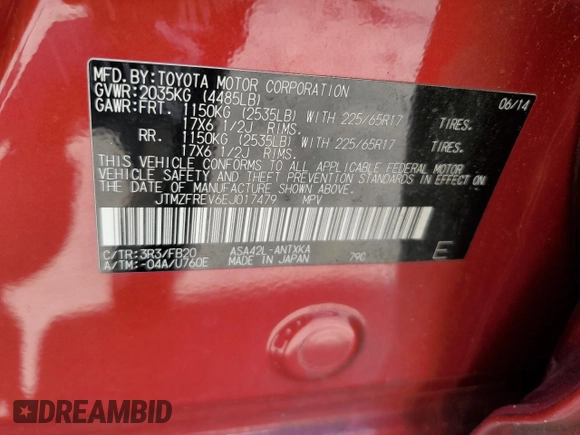 MFD.BY:TOYOTA MOTOR CORPORATION 06/14
GVWR:2035KG (4485LB)
GAWR:FRT. 1150KG (2535LB) WITH 225/65R17 TIRES.
17X6 1/2J RIMS.
RR. 1150KG (2535LB) WITH 225/65R17 TIRES.
17X6 1/2J RIMS.
THIS VEHICLE CONFORMS TO ALL APPLICABLE FEDERAL MOTOR
VEHICLE SAFETY AND THEFT PREVENTION STANDARDS IN EFFECT ON
THE DATE OF MANUFACTURE SHOWN ABOVE.
JTMZFREV6EJ017479 MPV
C/TR:3R3/FB20 ASA42L-ANTXKA
A/TM:-04A/U760E MADE IN JAPAN 79C E
DREAMBID